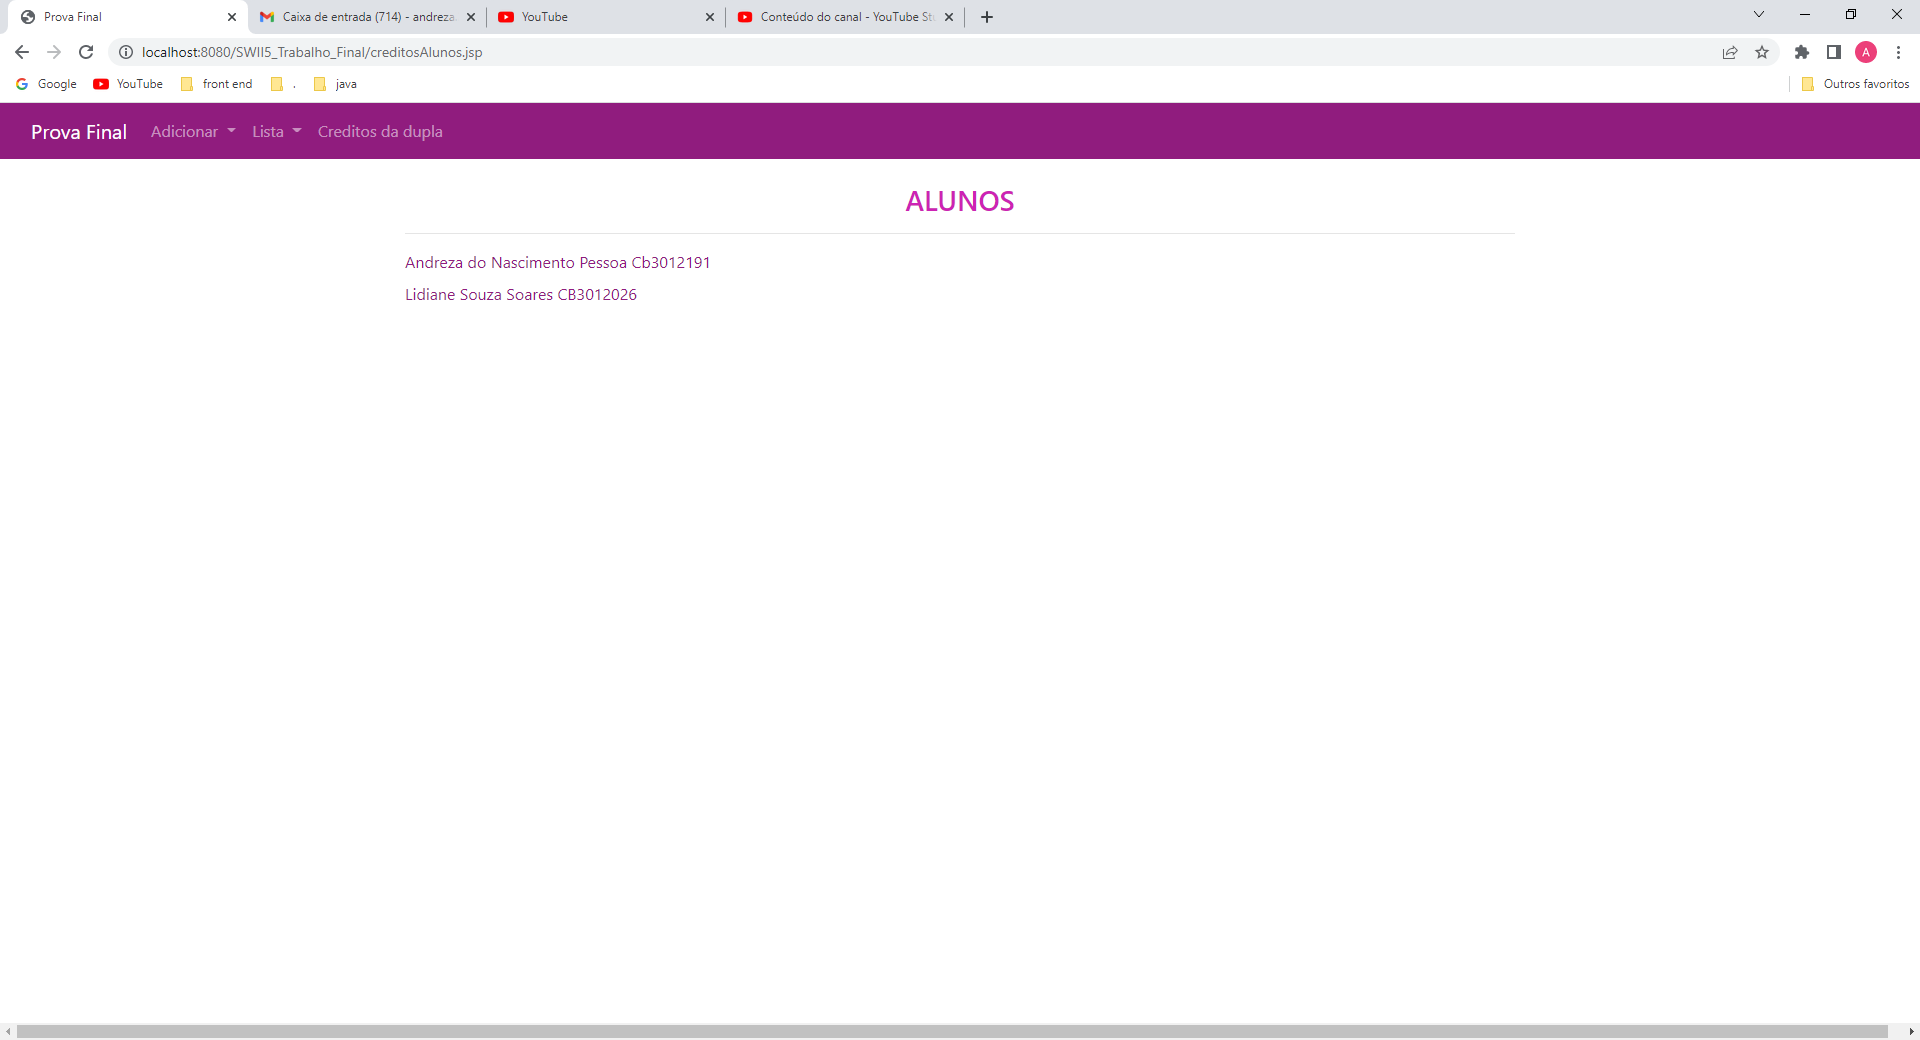 Prova Final
Caixa de entrada (714) - andreza.
YouTube
Conteúdo do canal - YouTube St
localhost:8080/SWII5_Trabalho_Final/creditosAlunos.jsp
A
Google
YouTube
front end
.
java
Outros favoritos
Prova Final
Adicionar
Lista
Creditos da dupla
ALUNOS
Andreza do Nascimento Pessoa Cb3012191
Lidiane Souza Soares CB3012026